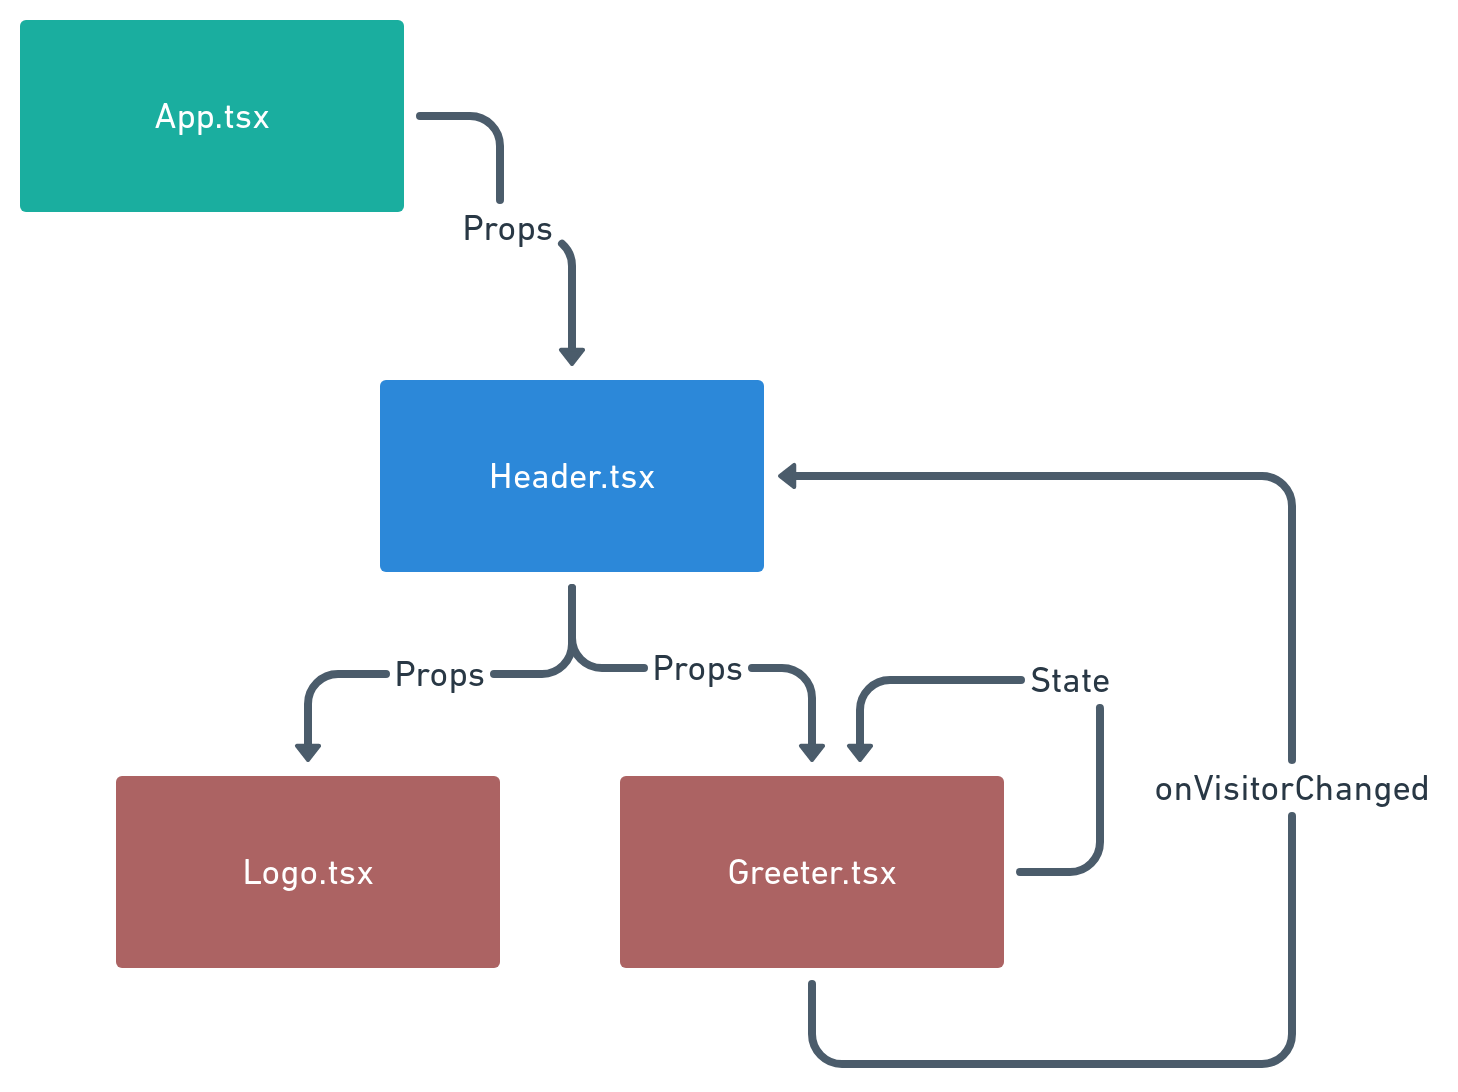 App.tsx
Props
Header.tsx
Props
Props
State
onVisitorChanged
Logo.tsx
Greeter.tsx